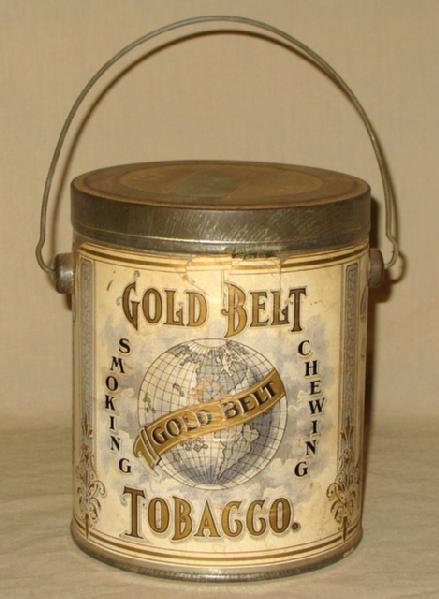 GOLD BELT
SMOKING
CHEWING
GOLD BELT
TOBACCO.